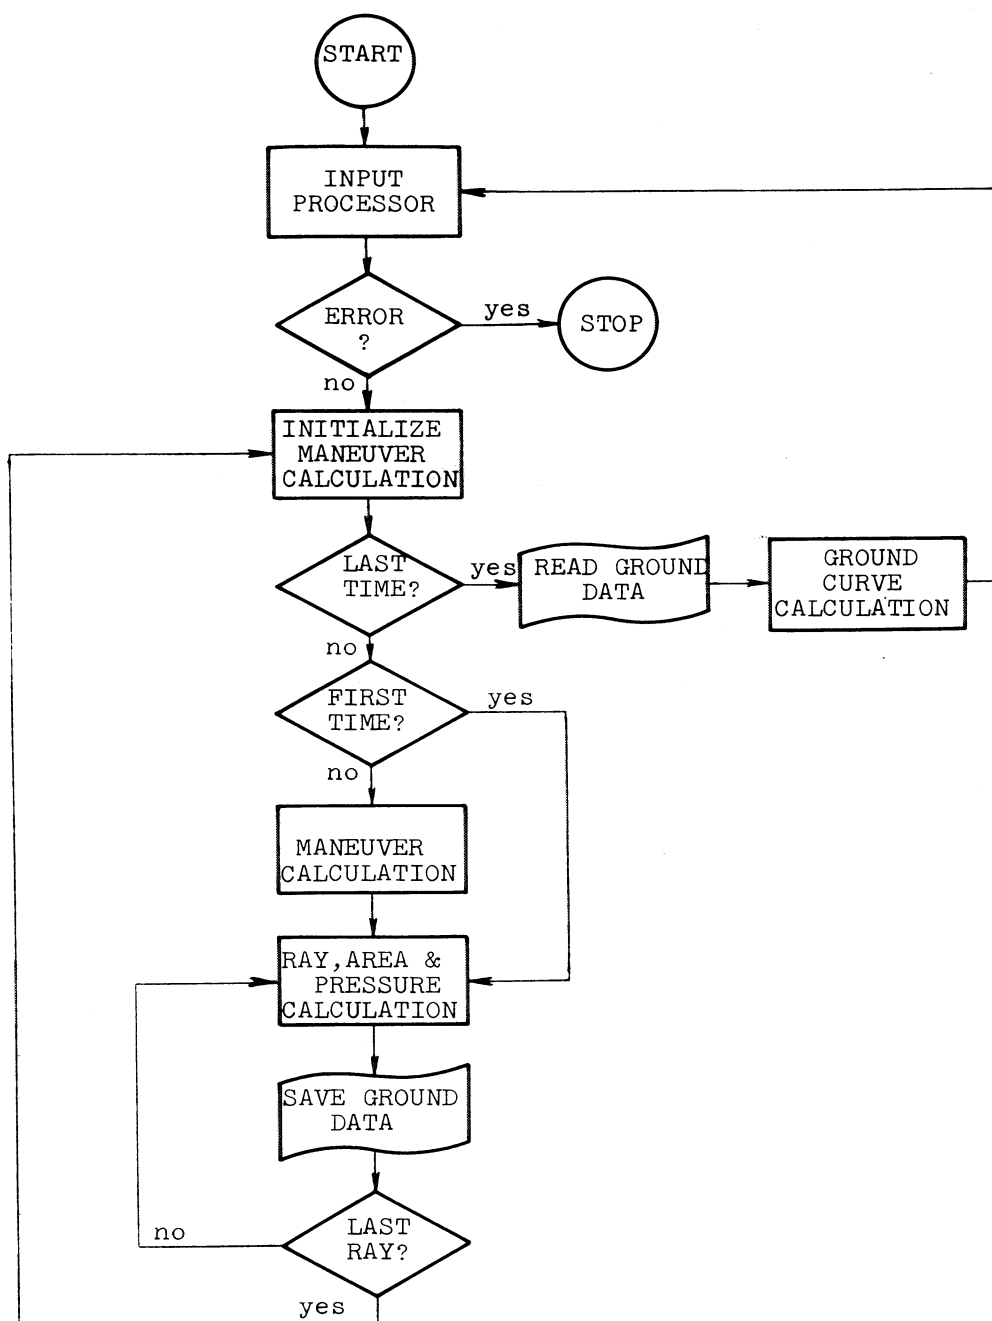 START
INPUT
PROCESSOR
ERROR
?
yes
STOP
no
INITIALIZE
MANEUVER
CALCULATION
LAST
TIME?
yes
READ GROUND
DATA
GROUND
CURVE
CALCULATION
no
FIRST
TIME?
yes
no
MANEUVER
CALCULATION
RAY, AREA &
PRESSURE
CALCULATION
SAVE GROUND
DATA
LAST
RAY?
no
yes